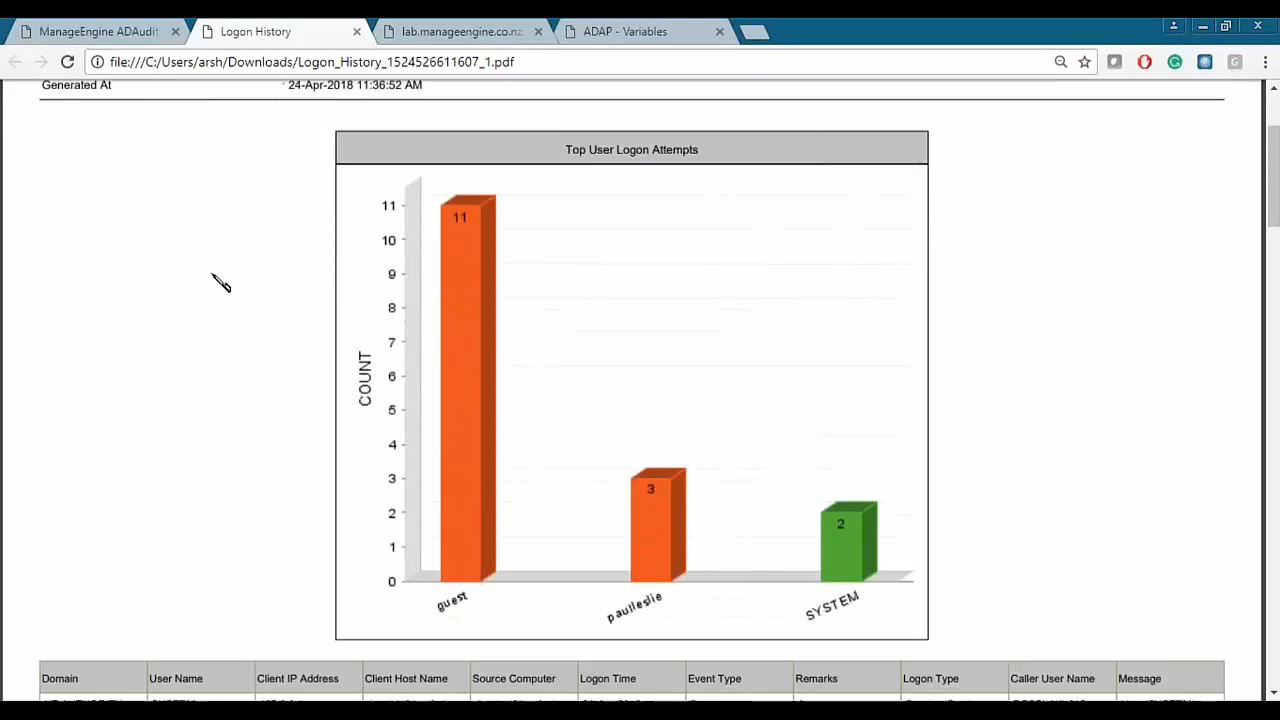 ManageEngine ADAudit
Logon History
lab.manageengine.co.nz
ADAP - Variables
file:///C:/Users/arsh/Downloads/Logon_History_1524526611607_1.pdf
Generated At : 24-Apr-2018 11:36:52 AM
Top User Logon Attempts
11
10
9
8
7
6
5
4
3
2
1
0
COUNT
11
3
2
guest
paulleslie
SYSTEM
Domain User Name Client IP Address Client Host Name Source Computer Logon Time Event Type Remarks Logon Type Caller User Name Message